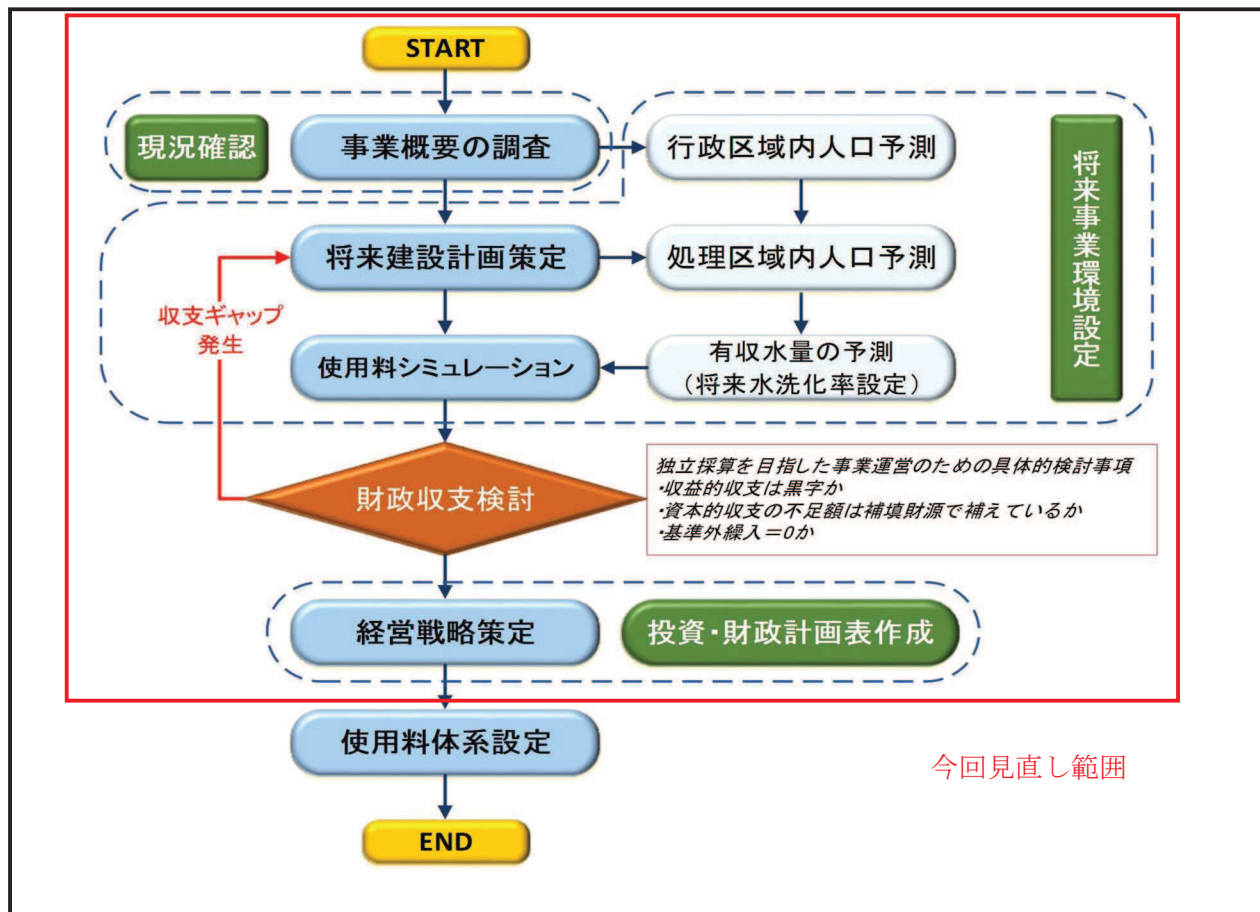 START
現況確認
事業概要の調査
行政区域内人口予測
将来事業環境設定
将来建設計画策定
処理区域内人口予測
収支ギャップ
発生
使用料シミュレーション
有収水量の予測
（将来水洗化率設定）
財政収支検討
独立採算を目指した事業運営のための具体的検討事項
・収益的収支は黒字か
・資本的収支の不足額は補填財源で補えているか
・基準外繰入＝0か
経営戦略策定
投資・財政計画表作成
使用料体系設定
今回見直し範囲
END